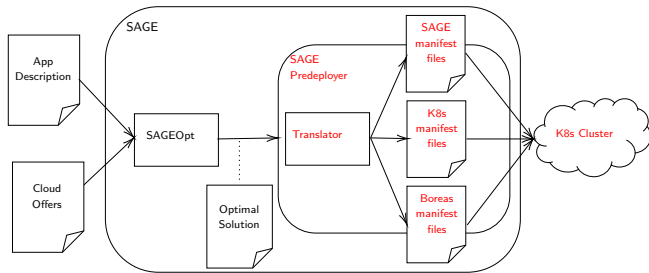 SAGE
App
Description
SAGE
Predeployer
SAGE
manifest
files
SAGEOpt
Translator
K8s
manifest
files
K8s Cluster
Cloud
Offers
Optimal
Solution
Boreas
manifest
files